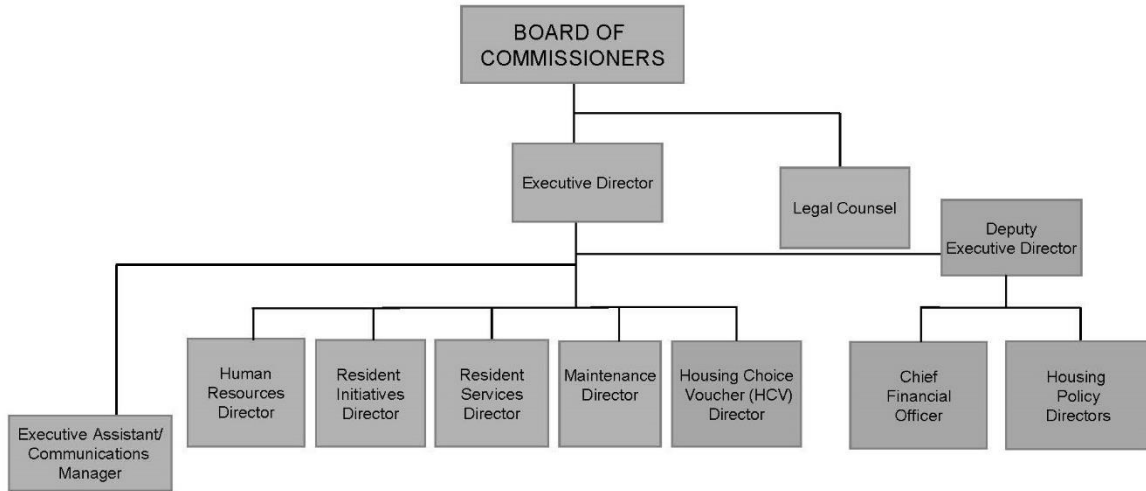 BOARD OF
COMMISSIONERS
Executive Director
Legal Counsel
Deputy
Executive Director
Human
Resources
Director
Resident
Initiatives
Director
Resident
Services
Director
Maintenance
Director
Housing Choice
Voucher (HCV)
Director
Chief
Financial
Officer
Housing
Policy
Directors
Executive Assistant/
Communications
Manager